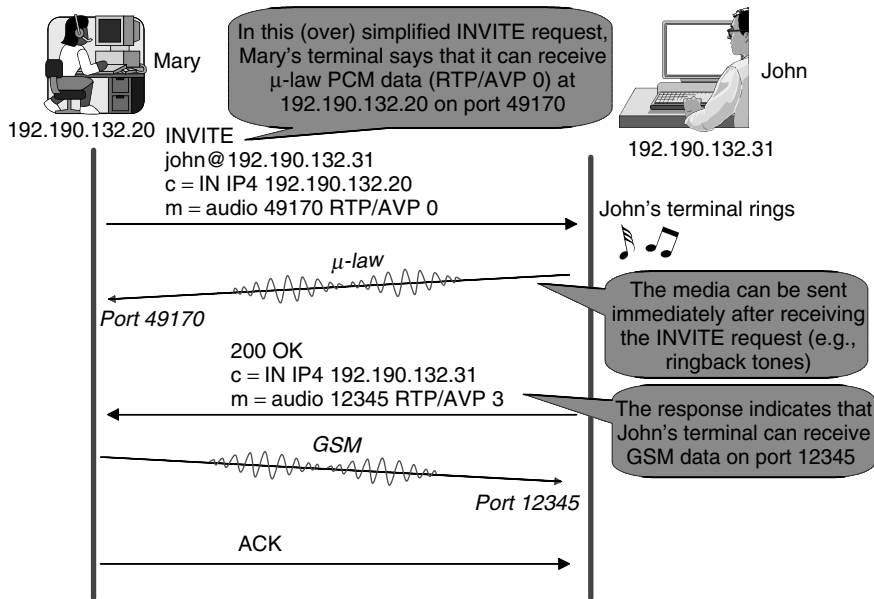 In this (over) simplified INVITE request,
Mary's terminal says that it can receive
μ-law PCM data (RTP/AVP 0) at
192.190.132.20 on port 49170
Mary
John
192.190.132.20
192.190.132.31
INVITE
john@192.190.132.31
c = IN IP4 192.190.132.20
m = audio 49170 RTP/AVP 0
John's terminal rings
μ-law
Port 49170
The media can be sent
immediately after receiving
the INVITE request (e.g.,
ringback tones)
200 OK
c = IN IP4 192.190.132.31
m = audio 12345 RTP/AVP 3
The response indicates that
John's terminal can receive
GSM data on port 12345
GSM
Port 12345
ACK